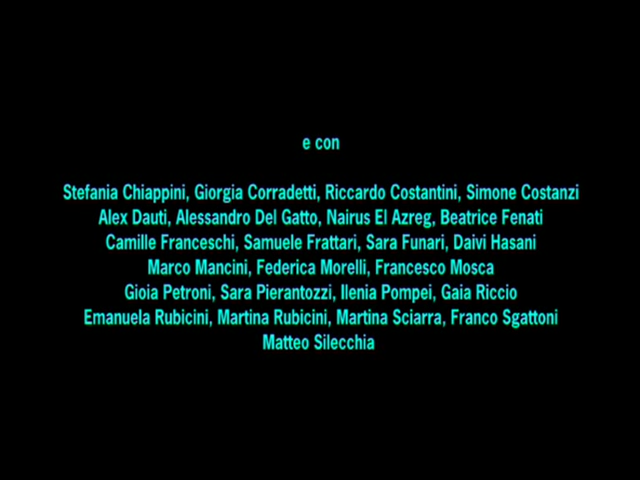 e con
Stefania Chiappini, Giorgia Corradetti, Riccardo Costantini, Simone Costanzi
Alex Dauti, Alessandro Del Gatto, Nairus El Azreg, Beatrice Fenati
Camille Franceschi, Samuele Frattari, Sara Funari, Daivi Hasani
Marco Mancini, Federica Morelli, Francesco Mosca
Gioia Petroni, Sara Pierantozzi, Ilenia Pompei, Gaia Riccio
Emanuela Rubicini, Martina Rubicini, Martina Sciarra, Franco Sgattoni
Matteo Silecchia